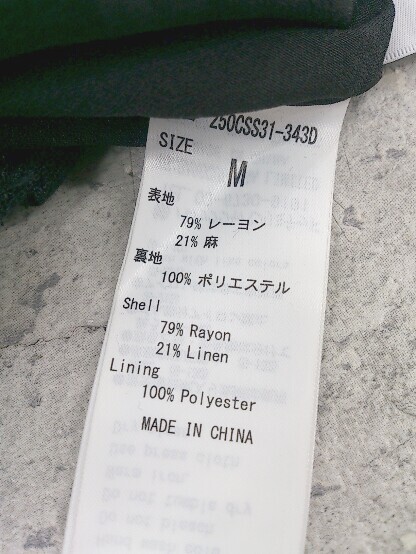 250CSS31-343D
SIZE
M
表地
79% レーヨン
21% 麻
裏地
100% ポリエステル
Shell
79% Rayon
21% Linen
Lining
100% Polyester
MADE IN CHINA